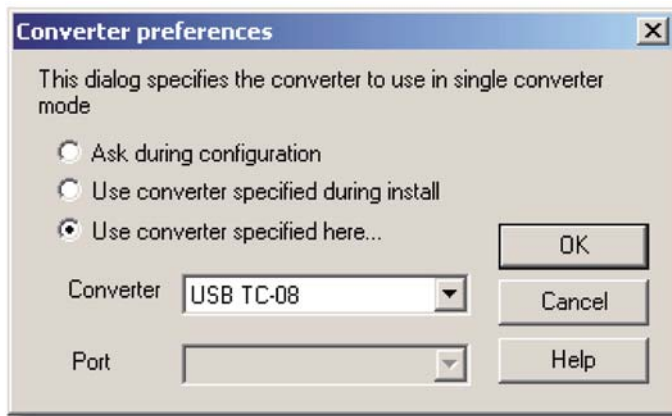 Converter preferences
This dialog specifies the converter to use in single converter
mode
Ask during configuration
Use converter specified during install
Use converter specified here...
OK
Converter
USB TC-08
Cancel
Port
Help